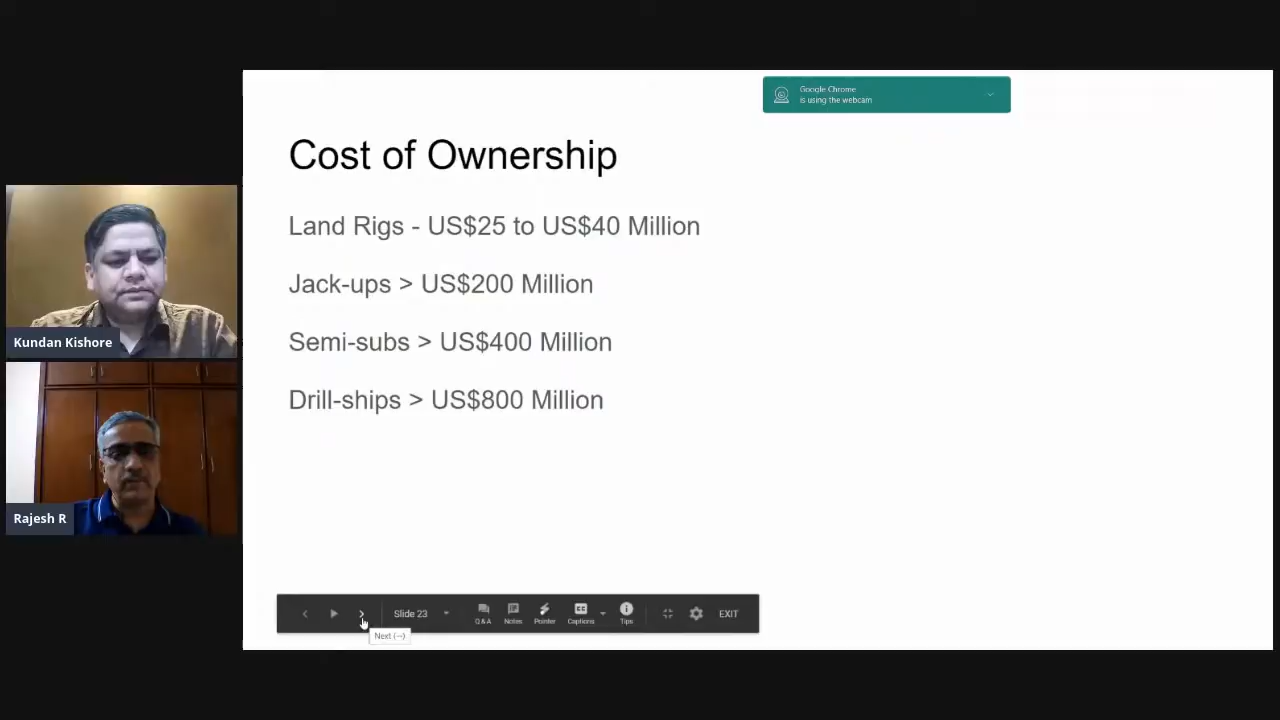 Google Chrome
is using the webcam
Cost of Ownership
Land Rigs - US$25 to US$40 Million
Jack-ups > US$200 Million
Semi-subs > US$400 Million
Drill-ships > US$800 Million
Kundan Kishore
Rajesh R
Slide 23
Q & A
Notes
Pointer
CC
Captions
Tips
EXIT
Next (→)